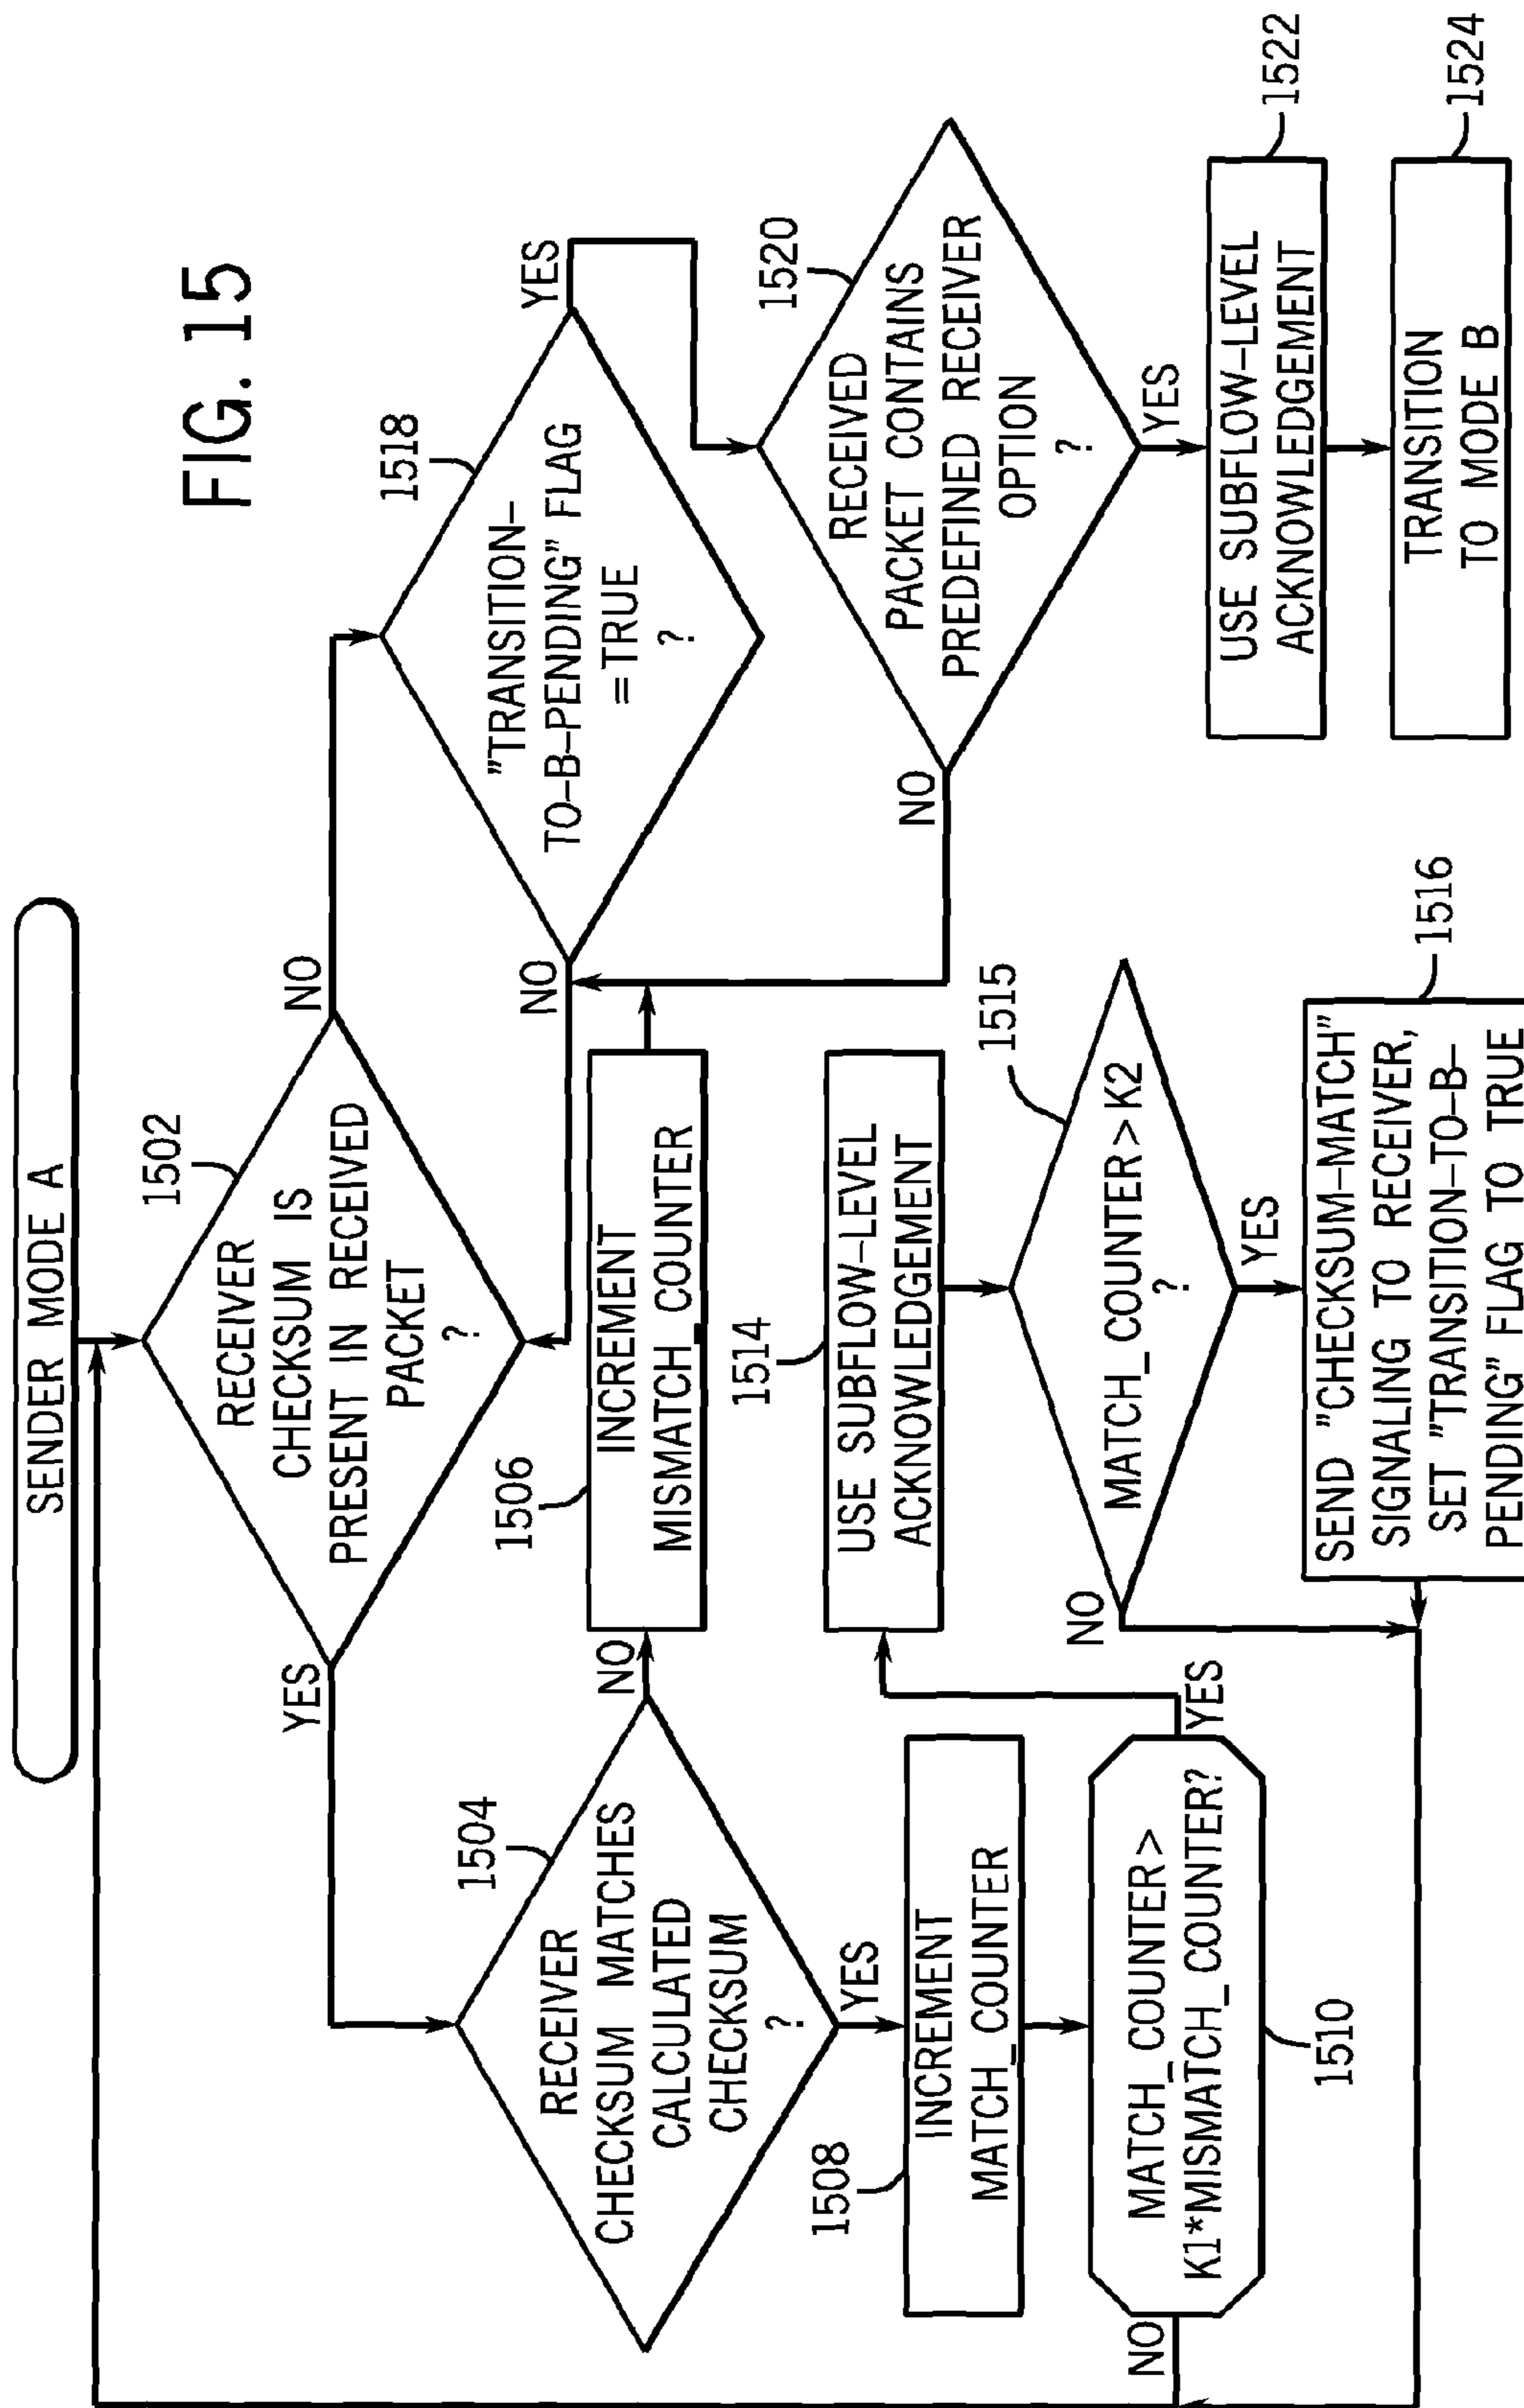 FIG. 15
SENDER MODE A
1502
RECEIVER
CHECKSUM IS
PRESENT IN RECEIVED
PACKET
?
YES
NO
1504
RECEIVER
CHECKSUM MATCHES
CALCULATED
CHECKSUM
?
NO
YES
1506
INCREMENT
MISMATCH_COUNTER
1508
INCREMENT
MATCH_COUNTER
MATCH_COUNTER>
K1*MISMATCH_COUNTER?
NO
YES
1510
1514
USE SUBFLOW-LEVEL
ACKNOWLEDGEMENT
1515
MATCH_COUNTER>K2
?
NO
YES
1516
SEND "CHECKSUM-MATCH"
SIGNALING TO RECEIVER,
SET "TRANSITION-TO-B-
PENDING" FLAG TO TRUE
1518
"TRANSITION-
TO-B-PENDING" FLAG
=TRUE
?
NO
YES
1520
RECEIVED
PACKET CONTAINS
PREDEFINED RECEIVER
OPTION
?
NO
YES
1522
USE SUBFLOW-LEVEL
ACKNOWLEDGEMENT
1524
TRANSITION
TO MODE B